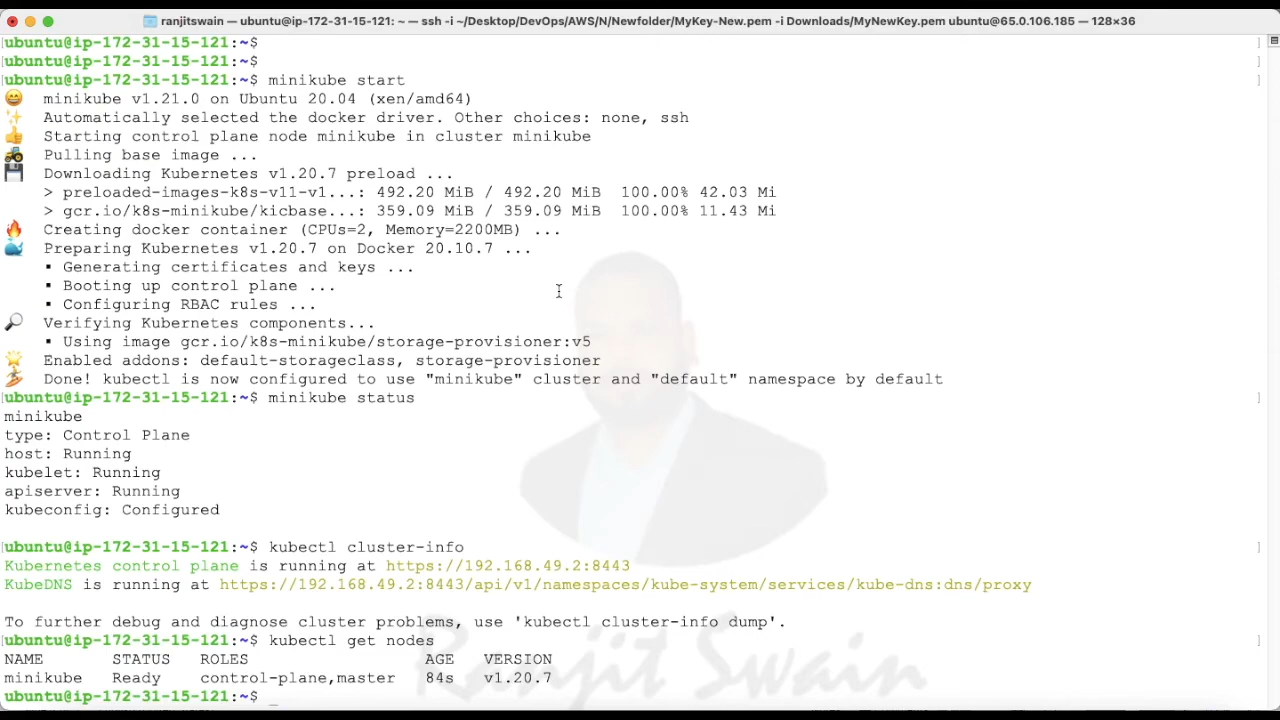 ranjitswain — ubuntu@ip-172-31-15-121: ~ — ssh -i ~/Desktop/DevOps/AWS/N/Newfolder/MyKey-New.pem -i Downloads/MyNewKey.pem ubuntu@65.0.106.185 — 128×36
ubuntu@ip-172-31-15-121:~$
ubuntu@ip-172-31-15-121:~$
ubuntu@ip-172-31-15-121:~$ minikube start
minikube v1.21.0 on Ubuntu 20.04 (xen/amd64)
Automatically selected the docker driver. Other choices: none, ssh
Starting control plane node minikube in cluster minikube
Pulling base image ...
Downloading Kubernetes v1.20.7 preload ...
> preloaded-images-k8s-v11-v1...: 492.20 MiB / 492.20 MiB  100.00% 42.03 Mi
> gcr.io/k8s-minikube/kicbase...: 359.09 MiB / 359.09 MiB  100.00% 11.43 Mi
Creating docker container (CPUs=2, Memory=2200MB) ...
Preparing Kubernetes v1.20.7 on Docker 20.10.7 ...
▪ Generating certificates and keys ...
▪ Booting up control plane ...
▪ Configuring RBAC rules ...
Verifying Kubernetes components...
▪ Using image gcr.io/k8s-minikube/storage-provisioner:v5
Enabled addons: default-storageclass, storage-provisioner
Done! kubectl is now configured to use "minikube" cluster and "default" namespace by default
ubuntu@ip-172-31-15-121:~$ minikube status
minikube
type: Control Plane
host: Running
kubelet: Running
apiserver: Running
kubeconfig: Configured
ubuntu@ip-172-31-15-121:~$ kubectl cluster-info
Kubernetes control plane is running at https://192.168.49.2:8443
KubeDNS is running at https://192.168.49.2:8443/api/v1/namespaces/kube-system/services/kube-dns:dns/proxy
To further debug and diagnose cluster problems, use 'kubectl cluster-info dump'.
ubuntu@ip-172-31-15-121:~$ kubectl get nodes
NAME STATUS ROLES AGE VERSION
minikube Ready control-plane,master 84s v1.20.7
ubuntu@ip-172-31-15-121:~$ _
Ranjit Swain